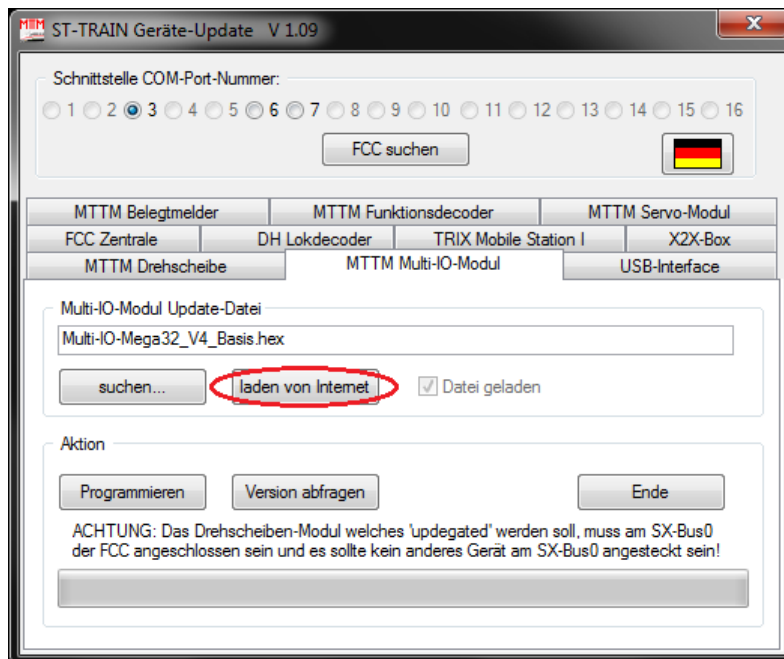 MTTM
ST-TRAIN Geräte-Update V 1.09
Schnittstelle COM-Port-Nummer:
1 2 3 4 5 6 7 8 9 10 11 12 13 14 15 16
FCC suchen
MTTM Belegtmelder MTTM Funktionsdecoder MTTM Servo-Modul
FCC Zentrale DH Lokdecoder TRIX Mobile Station I X2X-Box
MTTM Drehscheibe MTTM Multi-IO-Modul USB-Interface
Multi-IO-Modul Update-Datei
Multi-IO-Mega32_V4_Basis.hex
suchen... laden von Internet Datei geladen
Aktion
Programmieren Version abfragen Ende
ACHTUNG: Das Drehscheiben-Modul welches 'updegated' werden soll, muss am SX-Bus0
der FCC angeschlossen sein und es sollte kein anderes Gerät am SX-Bus0 angesteckt sein!